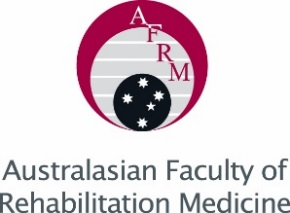 AFRM
Australasian Faculty of
Rehabilitation Medicine